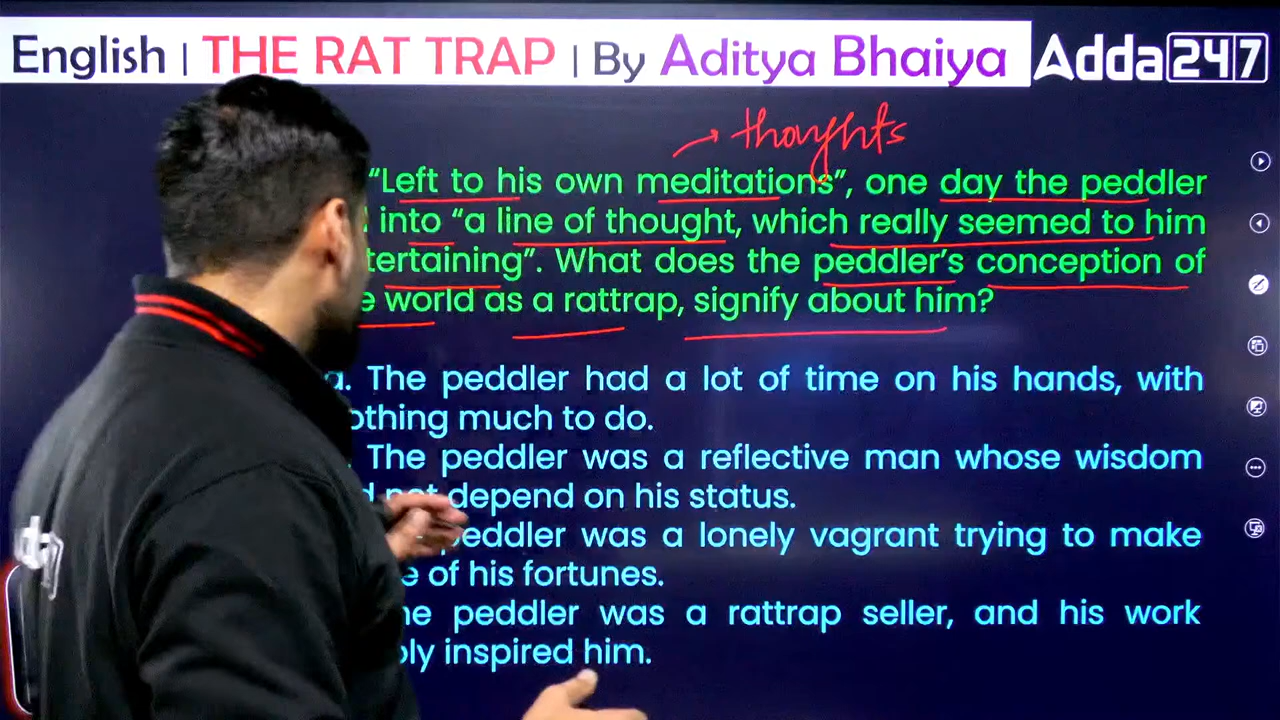 English | THE RAT TRAP | By Aditya Bhaiya Adda247
thoughts
"Left to his own meditations", one day the peddler
into "a line of thought, which really seemed to him
tertaining". What does the peddler's conception of
world as a rattrap, signify about him?
a. The peddler had a lot of time on his hands, with
othing much to do.
The peddler was a reflective man whose wisdom
not depend on his status.
peddler was a lonely vagrant trying to make
of his fortunes.
peddler was a rattrap seller, and his work
inspired him.